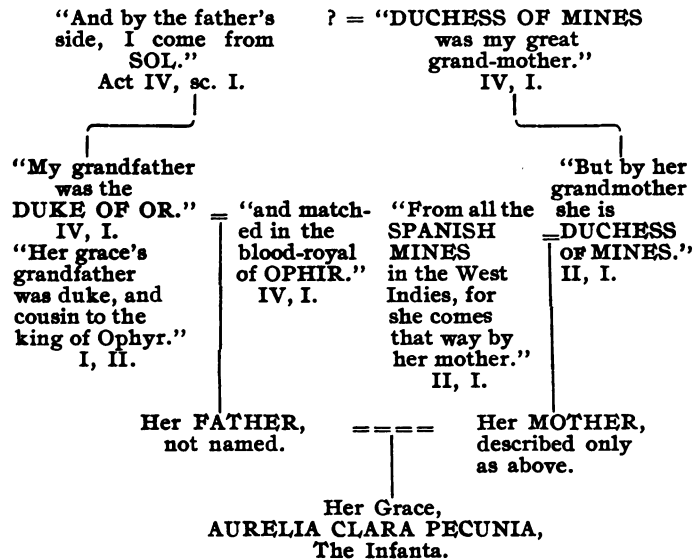 "And by the father's
side, I come from
SOL."
Act IV, sc. I.
? = "DUCHESS OF MINES
was my great
grand-mother."
IV, I.
"My grandfather
was the
DUKE OF OR."
IV, I.
"Her grace's
grandfather
was duke, and
cousin to the
king of Ophyr."
I, II.
=
"and match-
ed in the
blood-royal
of OPHIR."
IV, I.
"From all the
SPANISH
MINES
in the West
Indies, for
she comes
that way by
her mother."
II, I.
=
"But by her
grandmother
she is
DUCHESS
OF MINES."
II, I.
Her FATHER,
not named.
====
Her MOTHER,
described only
as above.
Her Grace,
AURELIA CLARA PECUNIA,
The Infanta.